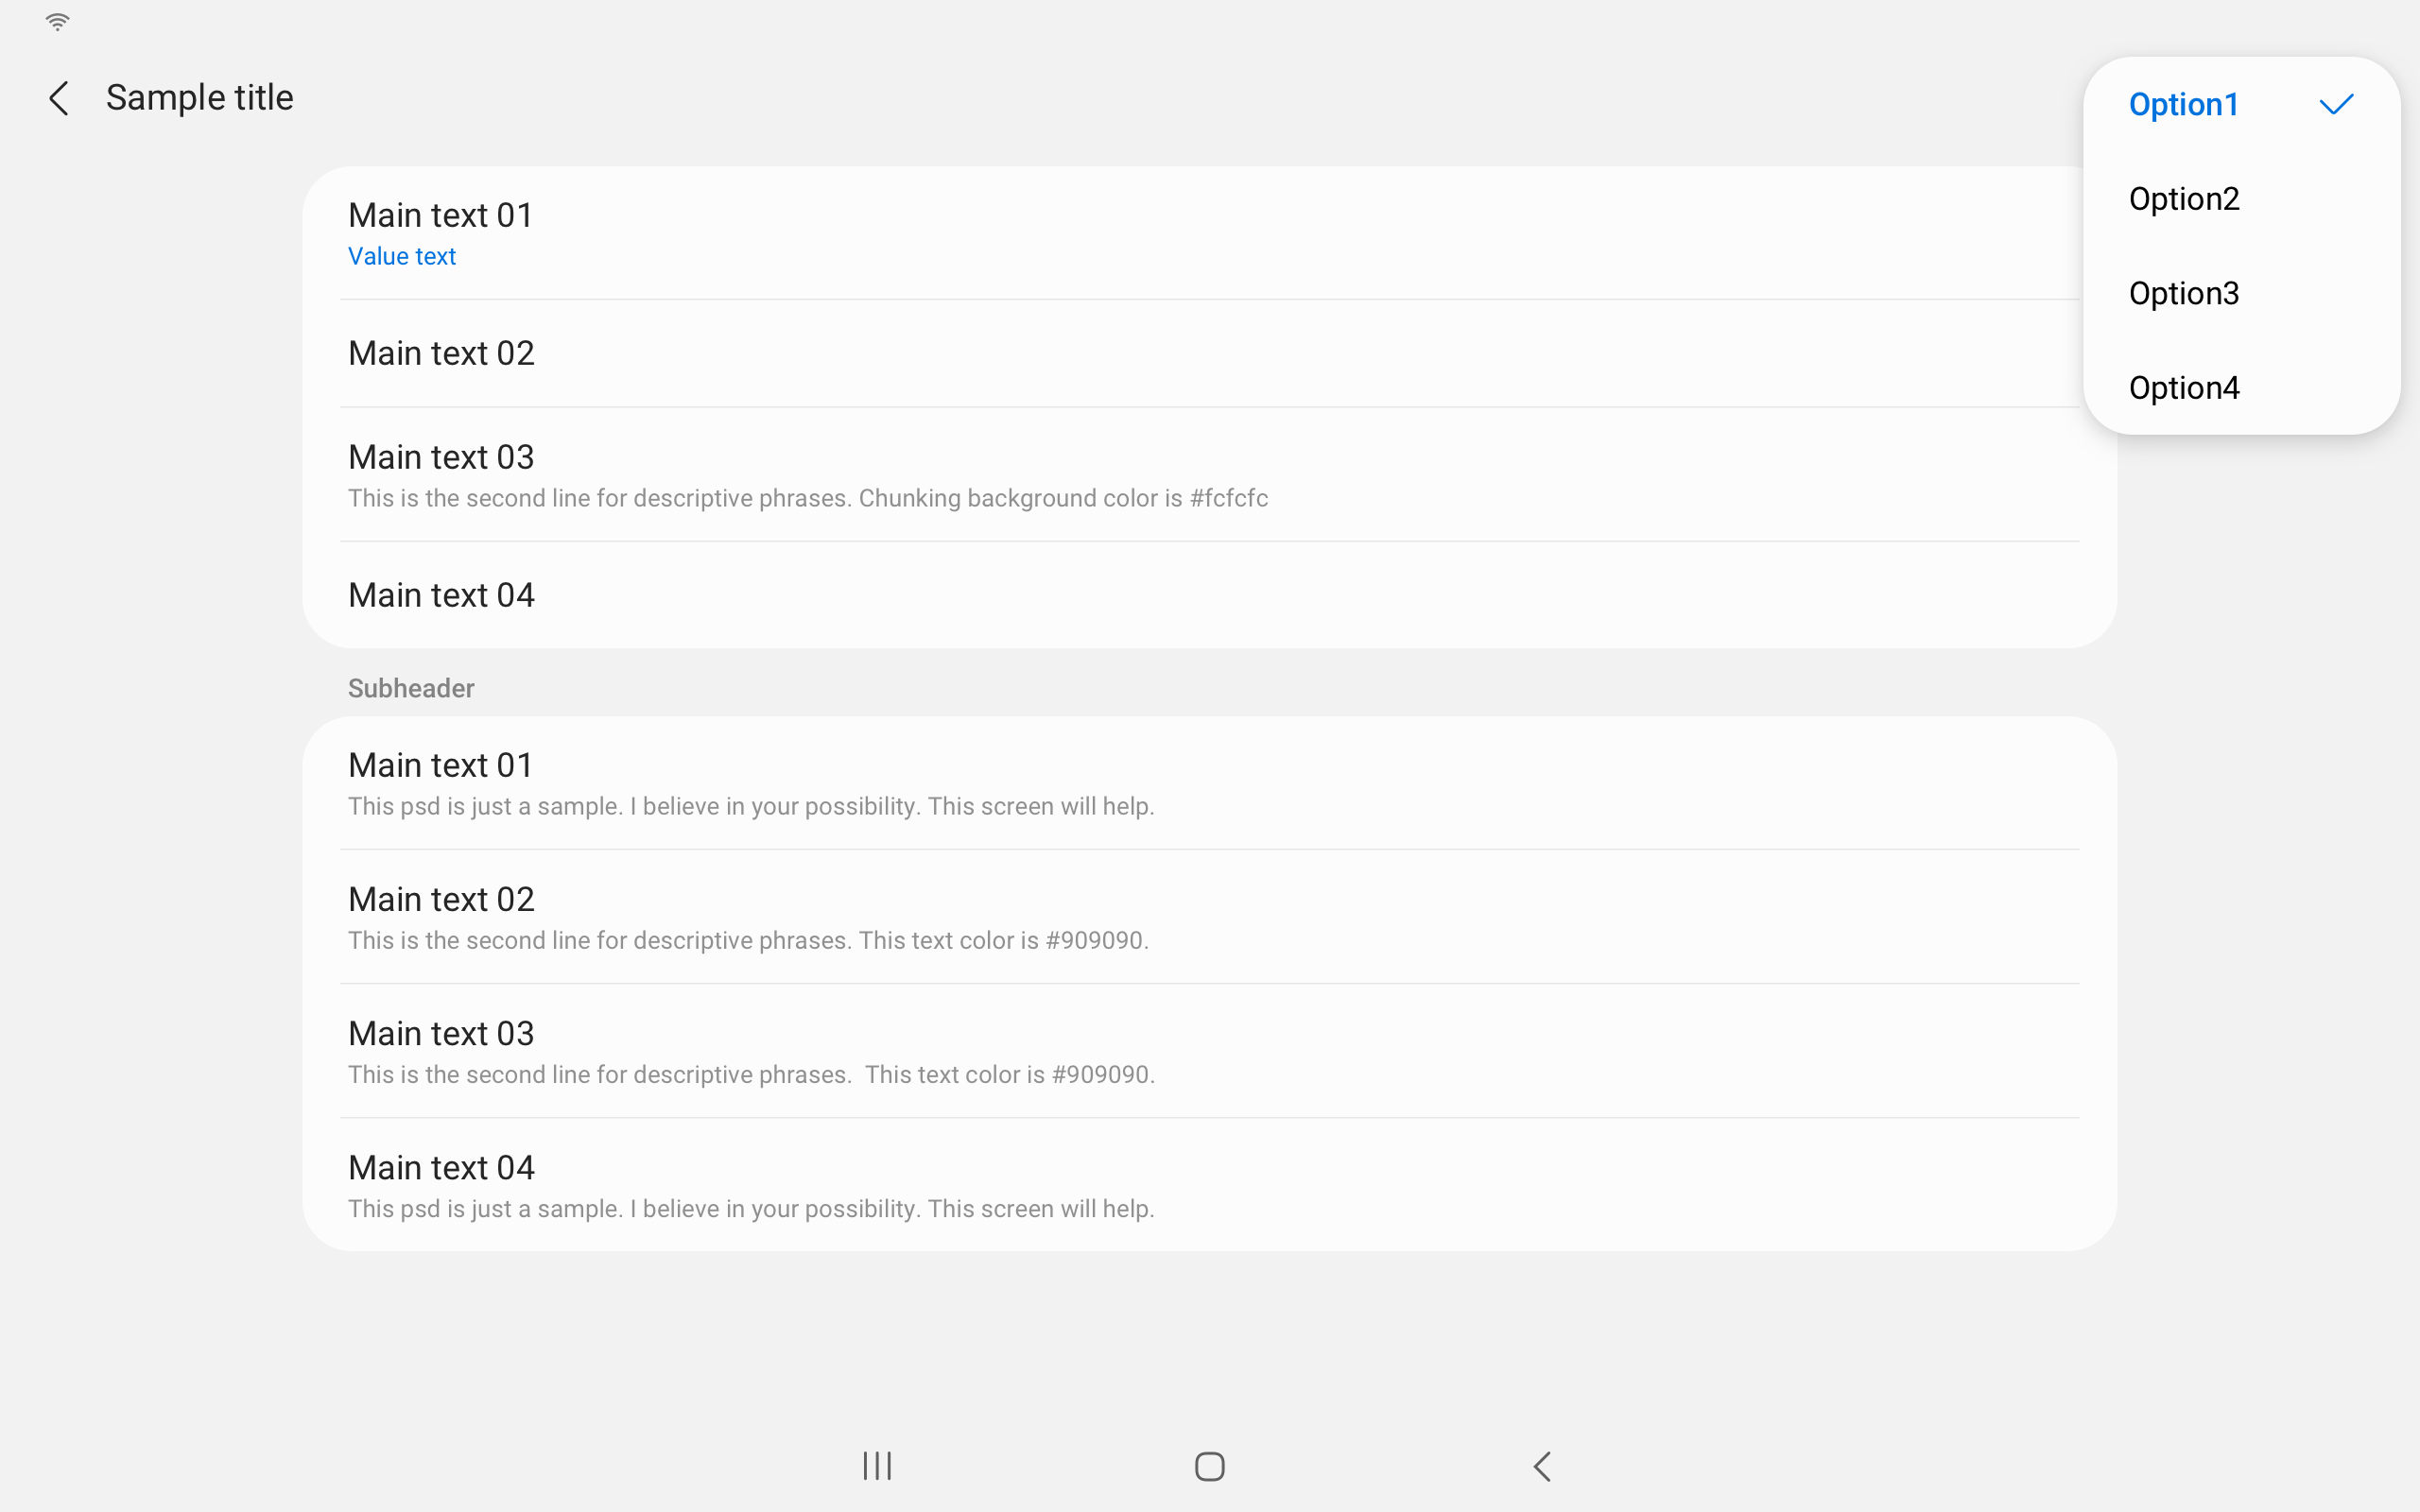 Sample title
Option1
Option2
Option3
Option4
Main text 01
Value text
Main text 02
Main text 03
This is the second line for descriptive phrases. Chunking background color is #fcfcfc
Main text 04
Subheader
Main text 01
This psd is just a sample. I believe in your possibility. This screen will help.
Main text 02
This is the second line for descriptive phrases. This text color is #909090.
Main text 03
This is the second line for descriptive phrases.  This text color is #909090.
Main text 04
This psd is just a sample. I believe in your possibility. This screen will help.